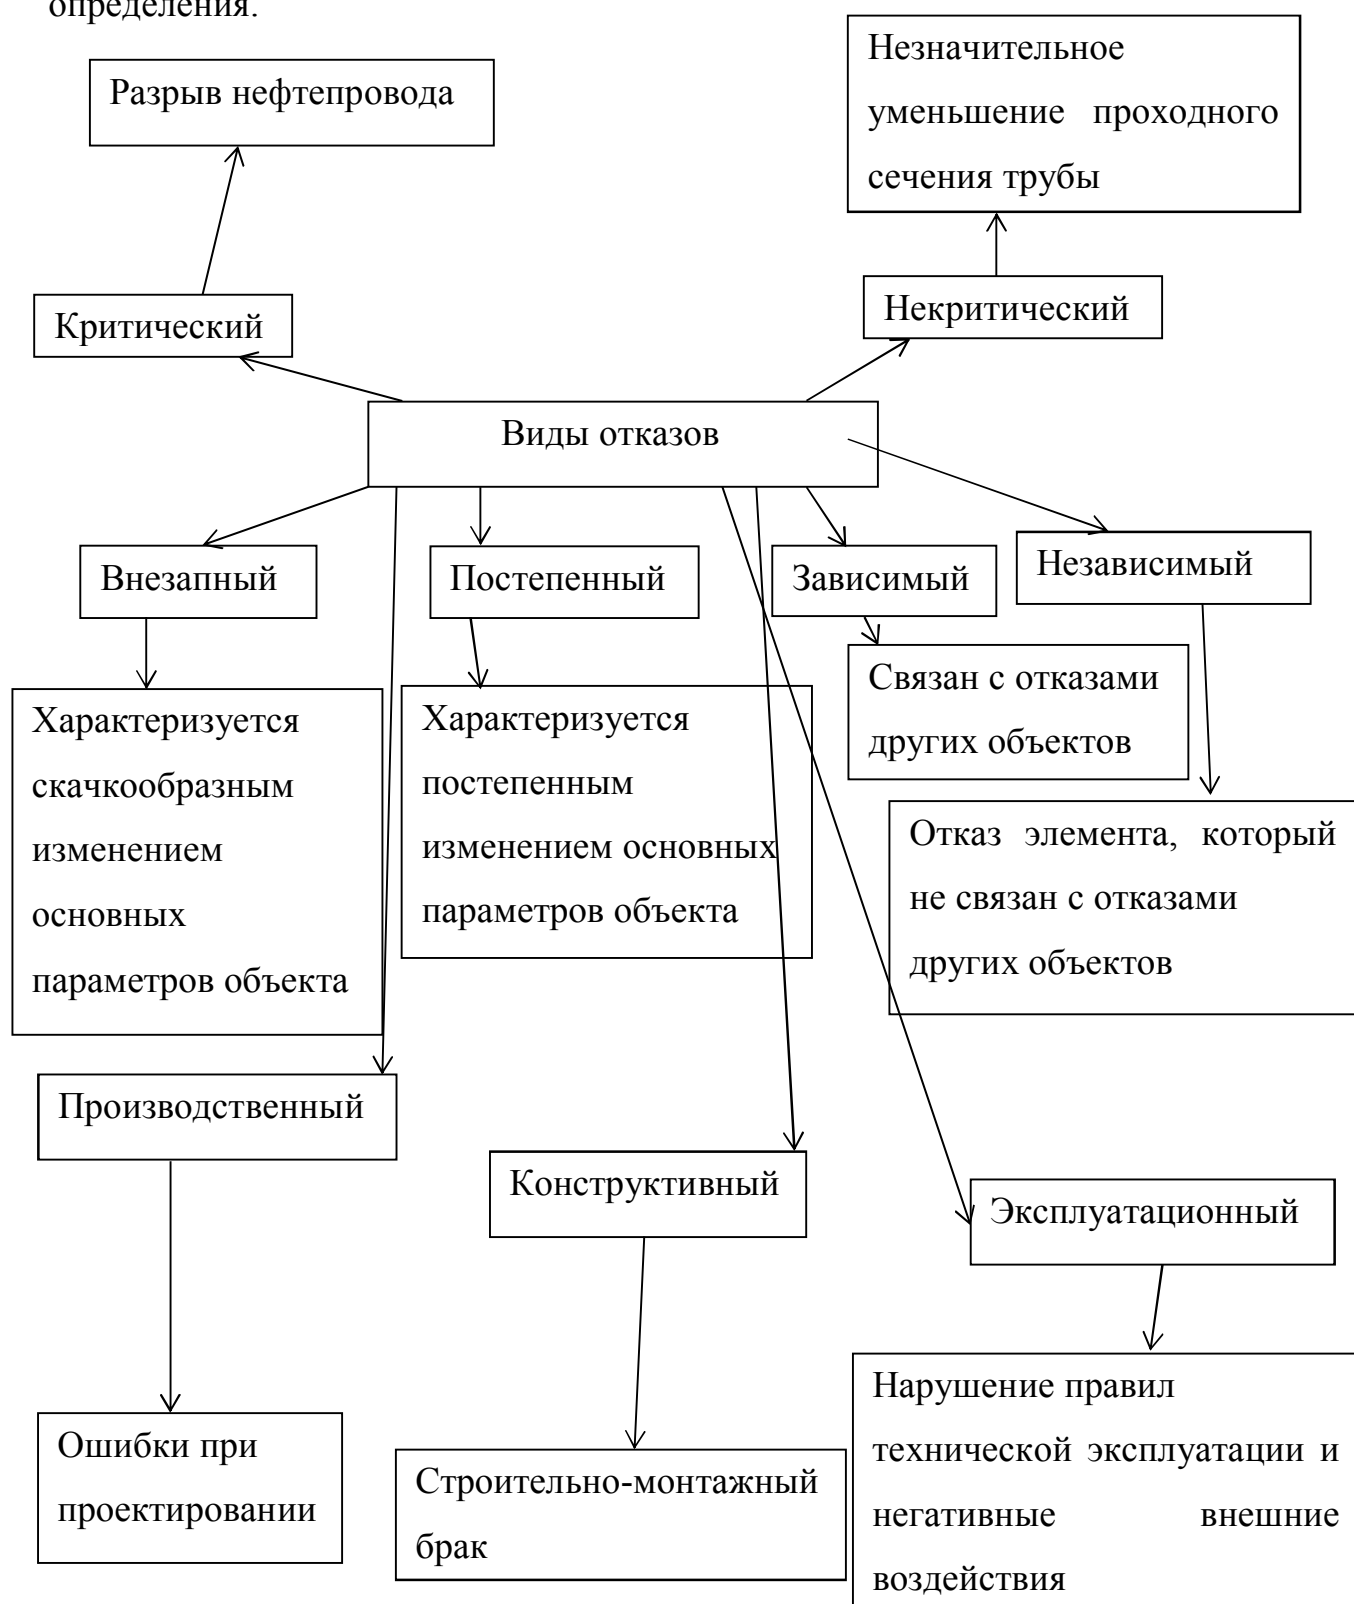 определения.
Разрыв нефтепровода
Незначительное
уменьшение проходного
сечения трубы
Критический
Некритический
Виды отказов
Внезапный
Постепенный
Зависимый
Независимый
Характеризуется
скачкообразным
изменением
основных
параметров объекта
Характеризуется
постепенным
изменением основных
параметров объекта
Связан с отказами
других объектов
Отказ элемента, который
не связан с отказами
других объектов
Производственный
Конструктивный
Эксплуатационный
Ошибки при
проектировании
Строительно-монтажный
брак
Нарушение правил
технической эксплуатации и
негативные внешние
воздействия